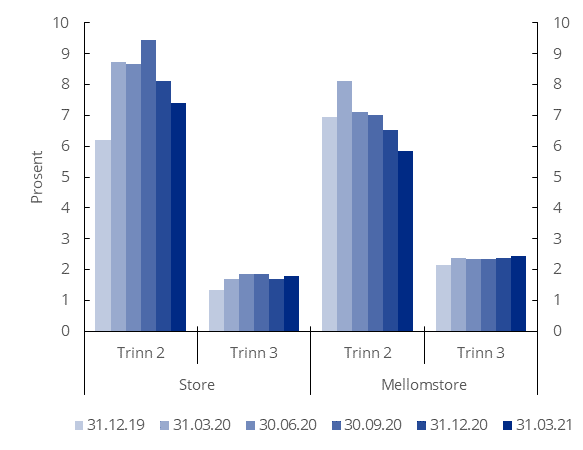 10 10
9 9
8 8
7 7
6 6
5 5
4 4
3 3
2 2
1 1
0 0
Prosent
Trinn 2 Trinn 3 Trinn 2 Trinn 3
Store Mellomstore
31.12.19 31.03.20 30.06.20 30.09.20 31.12.20 31.03.21